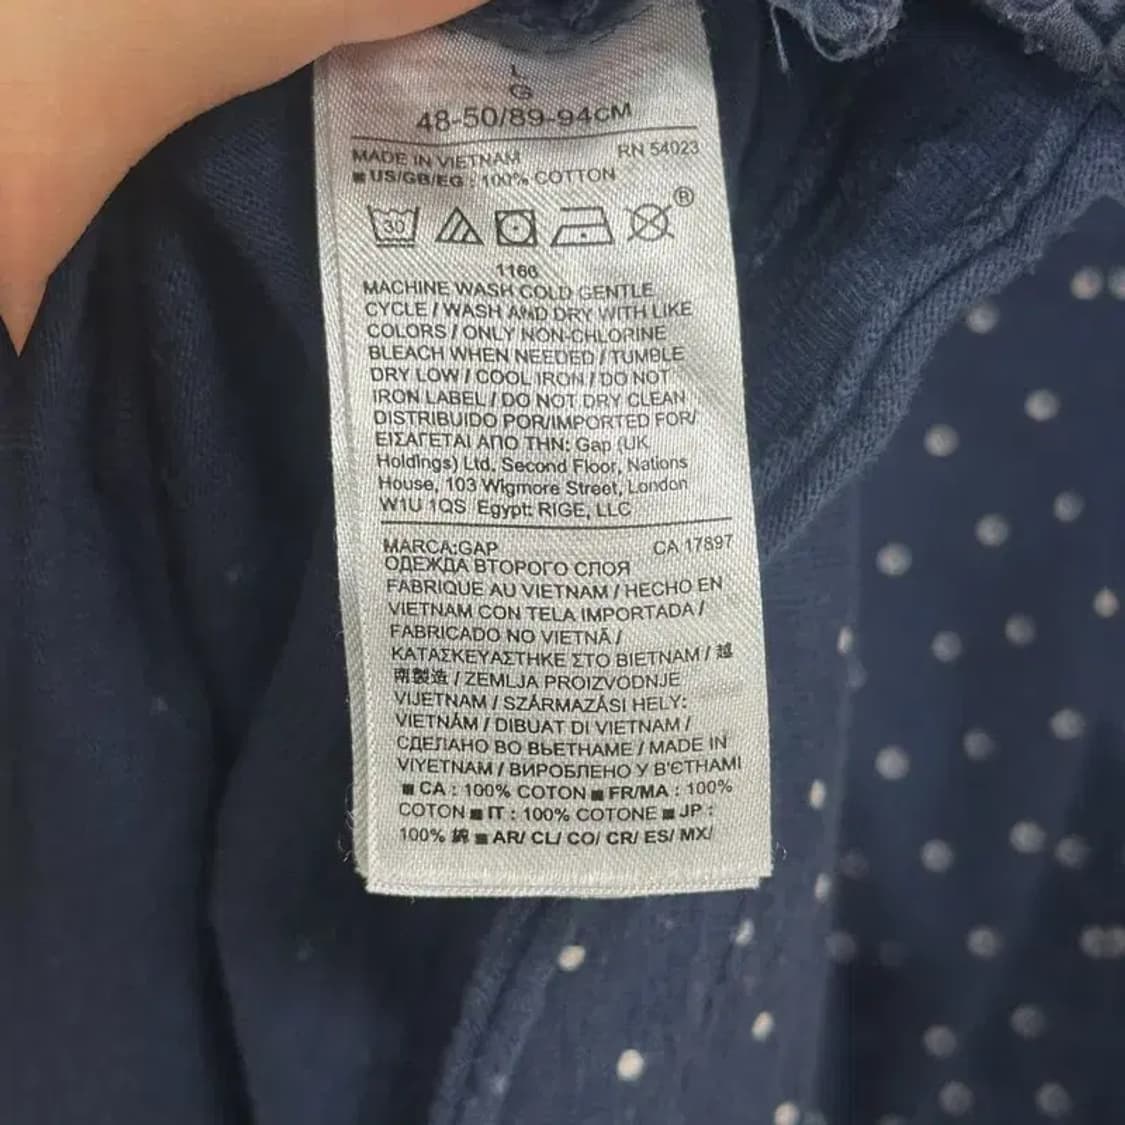 L
G
48-50/89-94CM
MADE IN VIETNAM RN 54023
■ US/GB/EG : 100% COTTON
30 ®
1166
MACHINE WASH COLD GENTLE
CYCLE / WASH AND DRY WITH LIKE
COLORS / ONLY NON-CHLORINE
BLEACH WHEN NEEDED / TUMBLE
DRY LOW / COOL IRON / DO NOT
IRON LABEL / DO NOT DRY CLEAN
DISTRIBUIDO POR/IMPORTED FOR/
ΕΙΣΑΓΕΤΑΙ ΑΠΟ ΤΗΝ: Gap (UK
Holdings) Ltd. Second Floor, Nations
House, 103 Wigmore Street, London
W1U 1QS Egypt: RIGE, LLC
MARCA:GAP CA 17897
ОДЕЖДА ВТОРОГО СЛОЯ
FABRIQUE AU VIETNAM / HECHO EN
VIETNAM CON TELA IMPORTADA /
FABRICADO NO VIETNÃ /
ΚΑΤΑΣΚΕΥΑΣΤΗΚΕ ΣΤΟ ΒΙΕΤΝΑΜ / 越
南製造 / ZEMLJA PROIZVODNJE
VIJETNAM / SZÁRMAZÁSI HELY:
VIETNÁM / DIBUAT DI VIETNAM /
СДЕЛАНО ВО ВЬЕТНАМЕ / MADE IN
VIYETNAM / ВИРОБЛЕНО У В'ЄТНАМІ
■ CA : 100% COTON ■ FR/MA : 100%
COTON ■ IT : 100% COTONE ■ JP :
100% 綿 ■ AR/ CL/ CO/ CR/ ES/ MX/